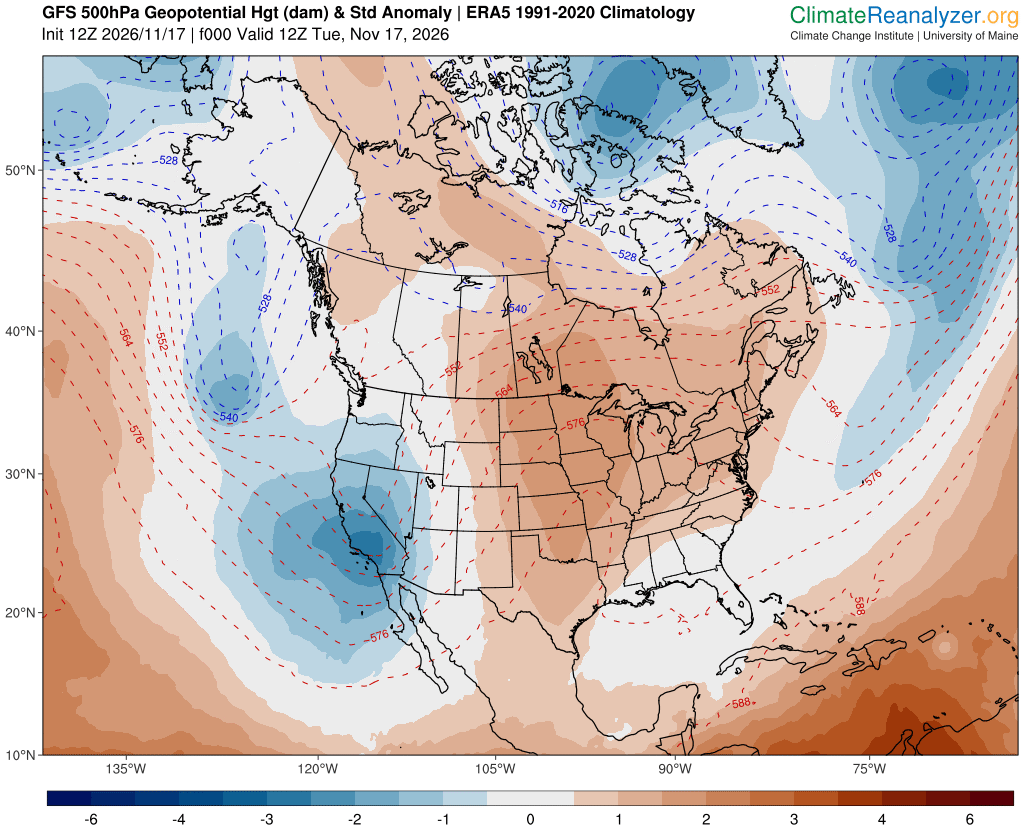 GFS 500hPa Geopotential Hgt (dam) & Std Anomaly | ERA5 1991-2020 Climatology
Init 12Z 2026/11/17 | f000 Valid 12Z Tue, Nov 17, 2026
ClimateReanalyzer.org
Climate Change Institute | University of Maine
528
50°N
516
528
528
540
552
528
540
40°N
564
552
552
564
564
540
576
576
30°N
576
588
20°N
576
588
10°N
135°W 120°W 105°W 90°W 75°W
-6 -4 -3 -2 -1 0 1 2 3 4 6